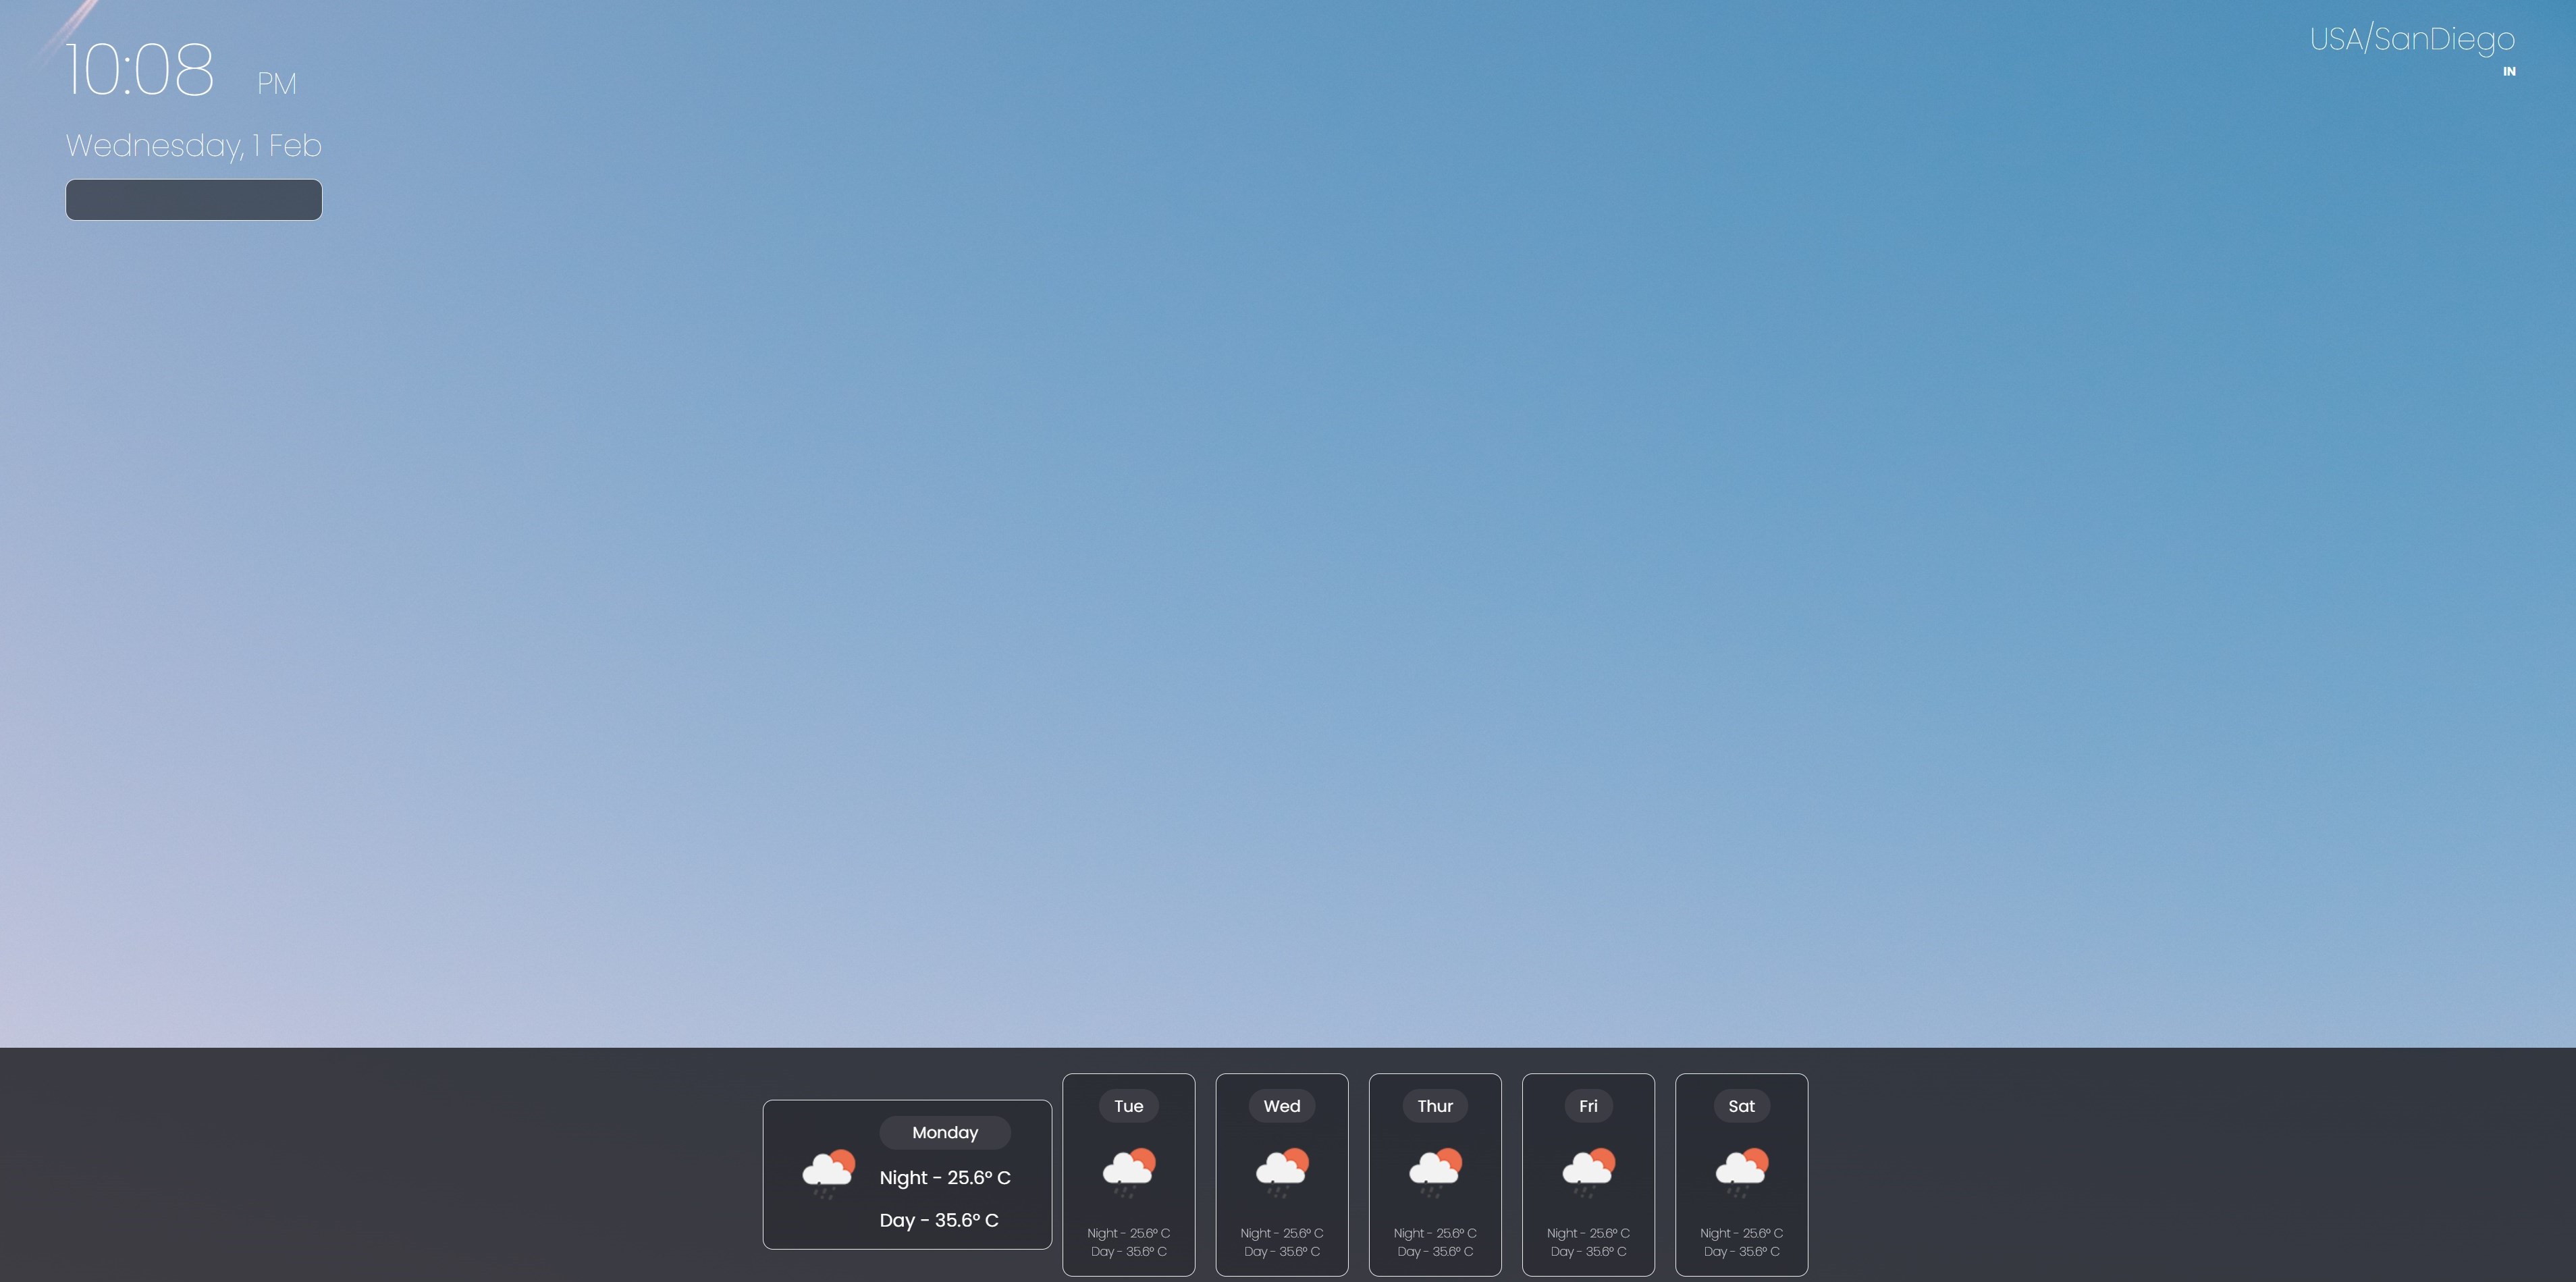 10:08 PM
Wednesday, 1 Feb
USA/SanDiego
IN
Monday
Night - 25.6° C
Day - 35.6° C
Tue
Night - 25.6° C
Day - 35.6° C
Wed
Night - 25.6° C
Day - 35.6° C
Thur
Night - 25.6° C
Day - 35.6° C
Fri
Night - 25.6° C
Day - 35.6° C
Sat
Night - 25.6° C
Day - 35.6° C